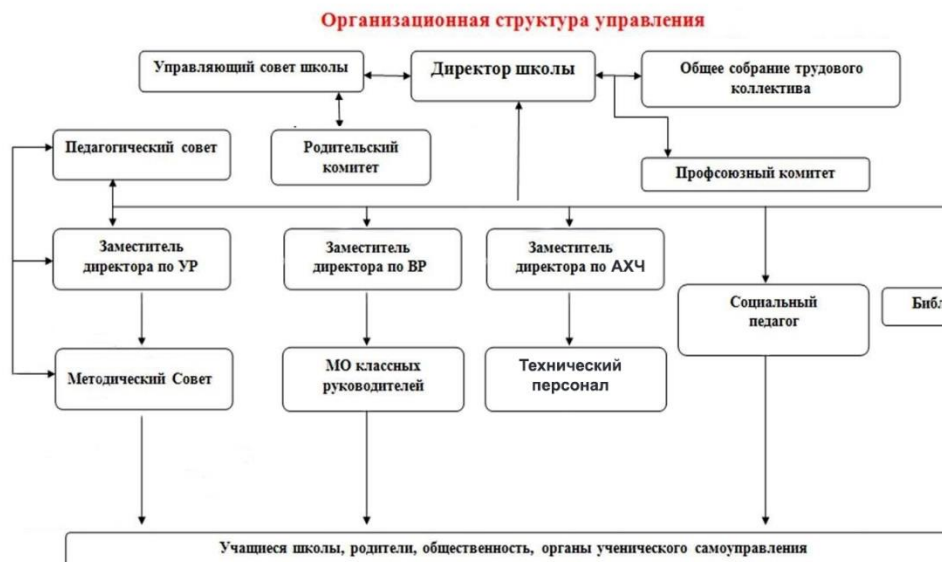 Организационная структура управления
Управляющий совет школы
Директор школы
Общее собрание трудового
коллектива
Педагогический совет
Родительский
комитет
Профсоюзный комитет
Заместитель
директора по УР
Заместитель
директора по ВР
Заместитель
директора по АХЧ
Социальный
педагог
Библ
Методический Совет
МО классных
руководителей
Технический
персонал
Учащиеся школы, родители, общественность, органы ученического самоуправления